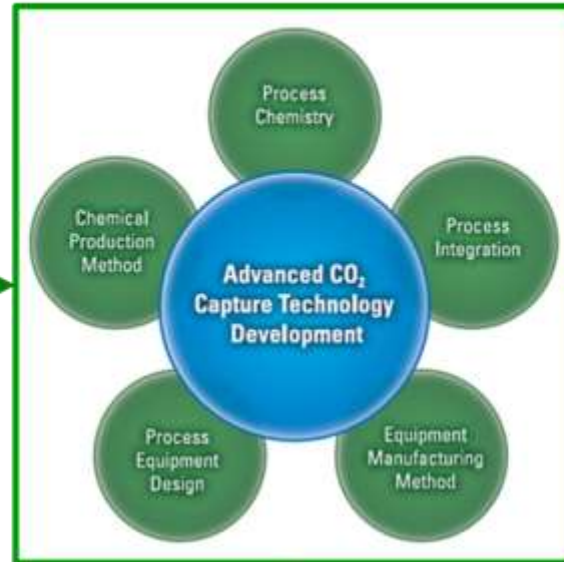 Process
Chemistry
Chemical
Production
Method
Process
Integration
Advanced CO₂
Capture Technology
Development
Process
Equipment
Design
Equipment
Manufacturing
Method